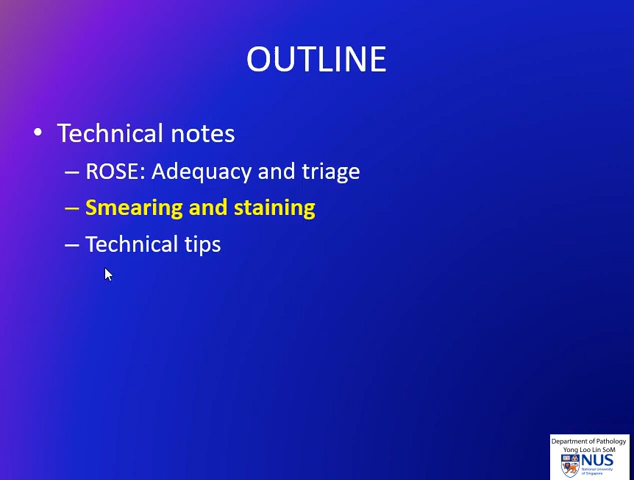 OUTLINE
• Technical notes
– ROSE: Adequacy and triage
– Smearing and staining
– Technical tips
Department of Pathology
Yong Loo Lin SoM
NUS
National University
of Singapore